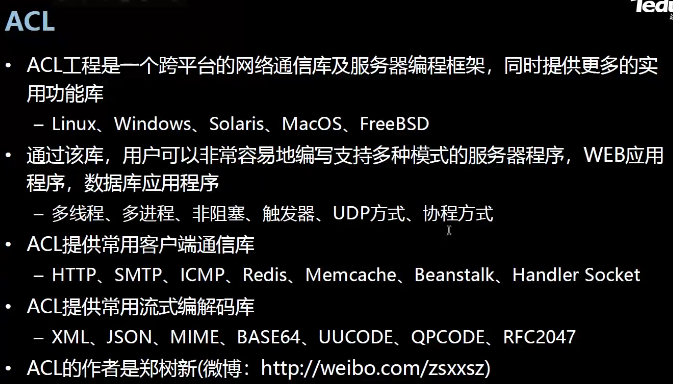 ACL
Tedu
• ACL工程是一个跨平台的网络通信库及服务器编程框架，同时提供更多的实
用功能库
– Linux、Windows、Solaris、MacOS、FreeBSD
• 通过该库，用户可以非常容易地编写支持多种模式的服务器程序，WEB应用
程序，数据库应用程序
– 多线程、多进程、非阻塞、触发器、UDP方式、协程方式
• ACL提供常用客户端通信库
– HTTP、SMTP、ICMP、Redis、Memcache、Beanstalk、Handler Socket
• ACL提供常用流式编解码库
– XML、JSON、MIME、BASE64、UUCODE、QPCODE、RFC2047
• ACL的作者是郑树新(微博：http://weibo.com/zsxxsz)